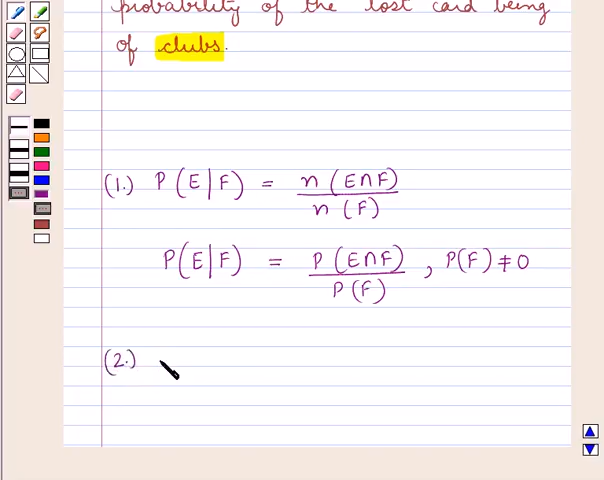 probability of the lost card being
of clubs.
(1.) P(E|F) = n(E∩F) / n(F)
P(E|F) = P(E∩F) / P(F) , P(F) ≠ 0
(2.)